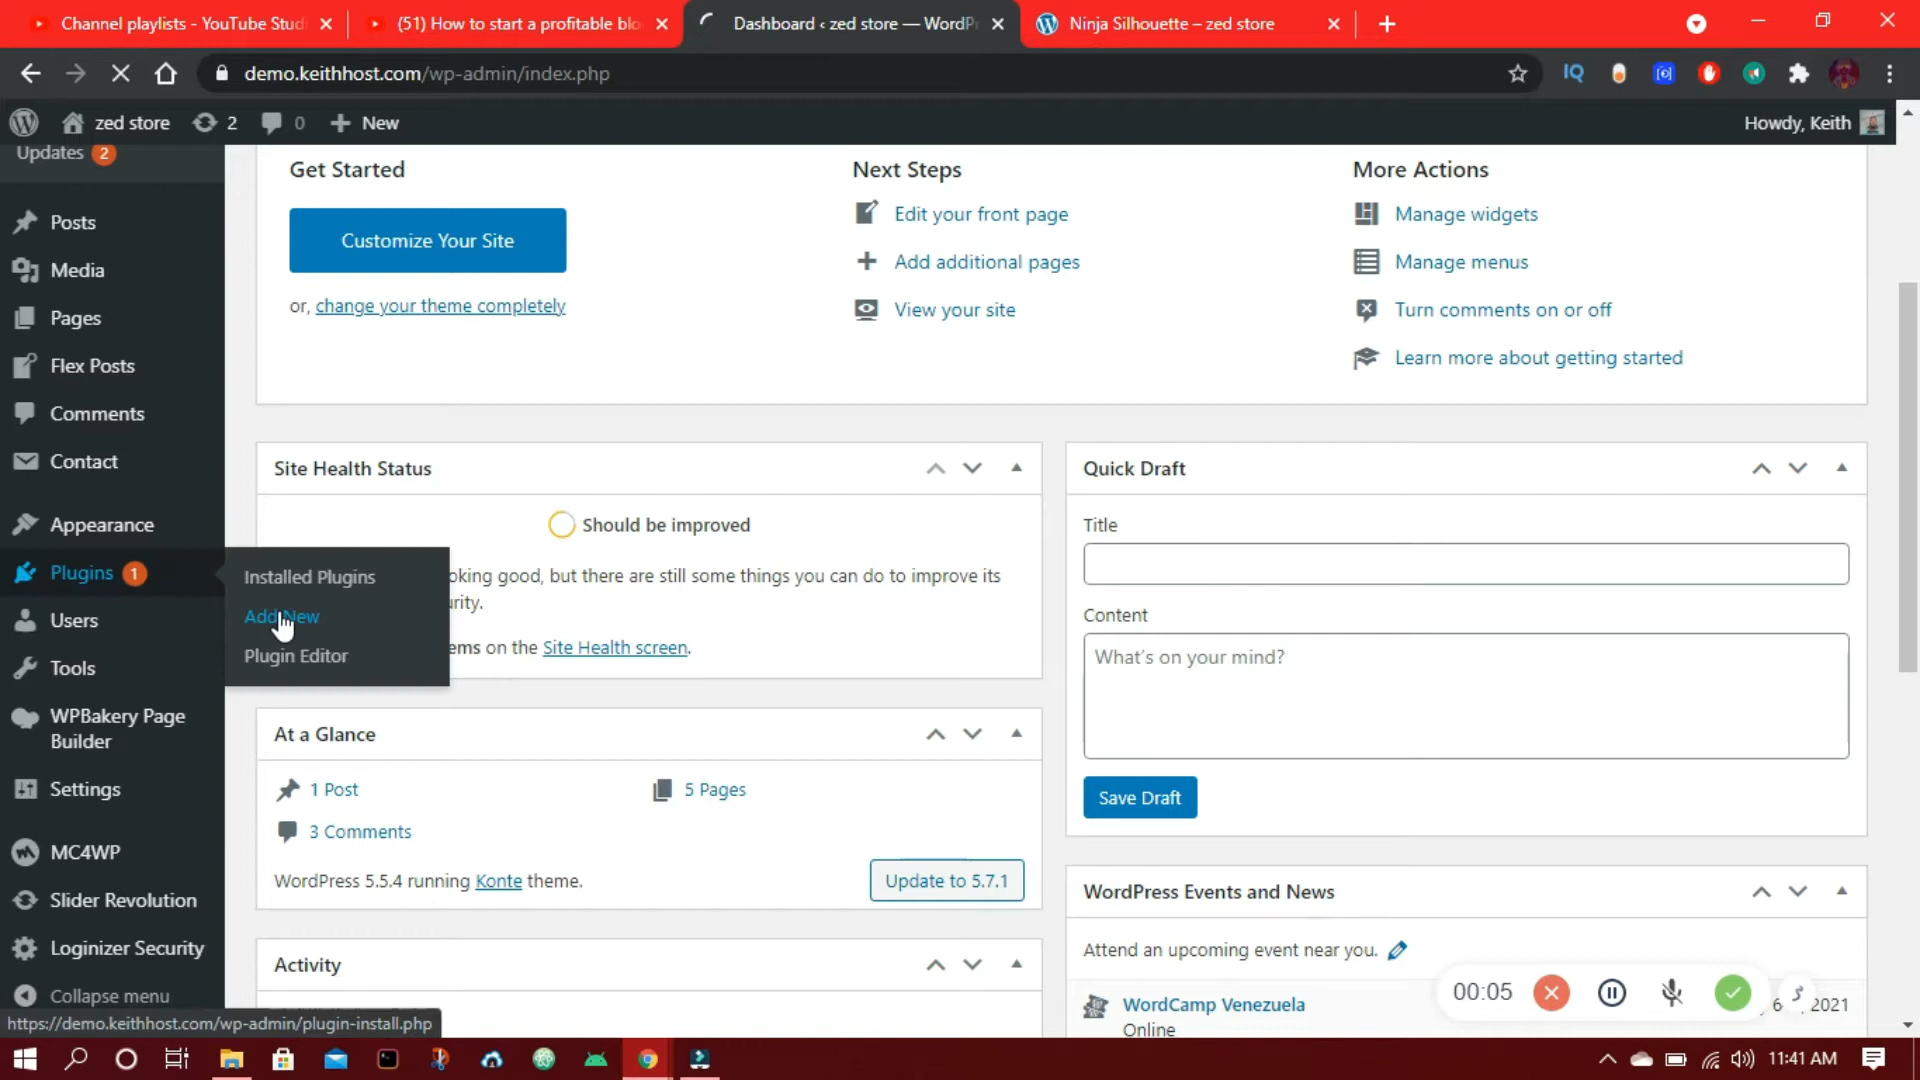 Channel playlists - YouTube Stud
(51) How to start a profitable blo
Dashboard ‹ zed store — WordPr
Ninja Silhouette – zed store
demo.keithhost.com/wp-admin/index.php
IQ
zed store
2
0
New
Howdy, Keith
Updates 2
Posts
Media
Pages
Flex Posts
Comments
Contact
Appearance
Plugins 1
Installed Plugins
Add New
Plugin Editor
Users
Tools
WPBakery Page
Builder
Settings
MC4WP
Slider Revolution
Loginizer Security
Collapse menu
Get Started
Customize Your Site
or, change your theme completely
Next Steps
Edit your front page
Add additional pages
View your site
More Actions
Manage widgets
Manage menus
Turn comments on or off
Learn more about getting started
Site Health Status
Should be improved
oking good, but there are still some things you can do to improve its
urity.
ems on the Site Health screen.
At a Glance
1 Post
5 Pages
3 Comments
WordPress 5.5.4 running Konte theme.
Update to 5.7.1
Activity
Quick Draft
Title
Content
What's on your mind?
Save Draft
WordPress Events and News
Attend an upcoming event near you.
WordCamp Venezuela
Online
2021
00:05
https://demo.keithhost.com/wp-admin/plugin-install.php
11:41 AM